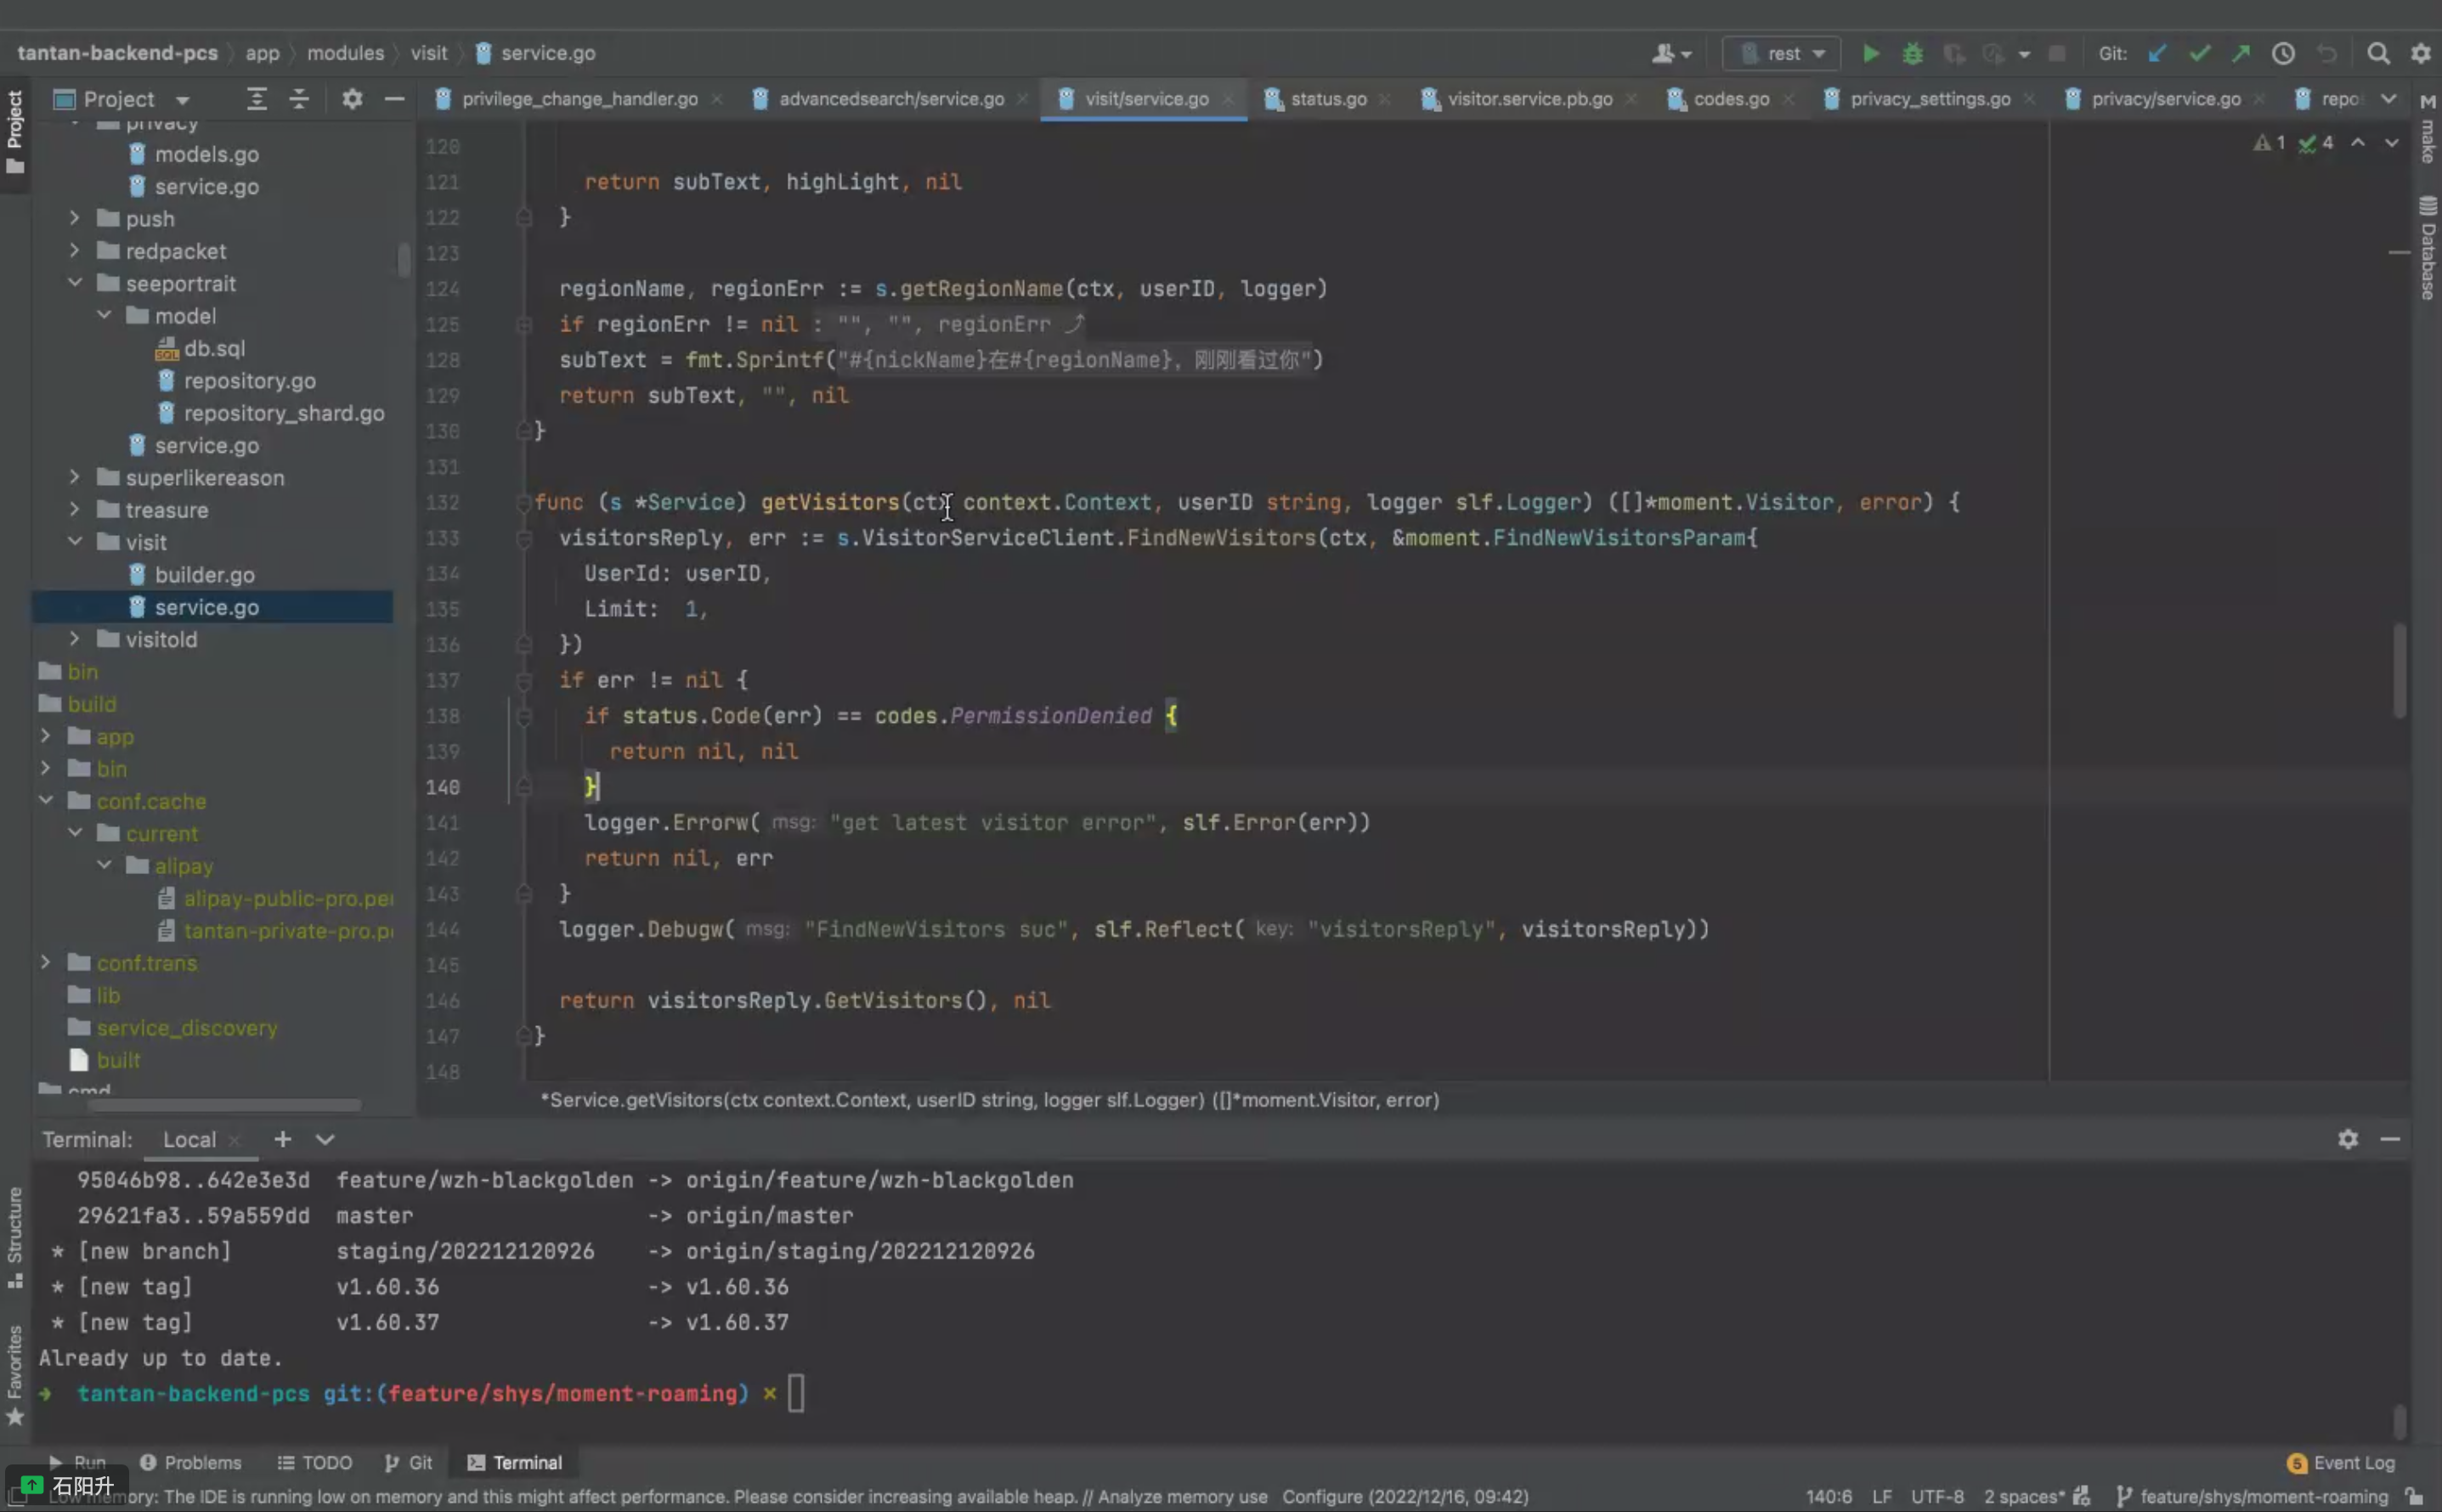 tantan-backend-pcs app modules visit service.go rest Git:
Project
Project
privilege_change_handler.go advancedsearch/service.go visit/service.go status.go visitor.service.pb.go codes.go privacy_settings.go privacy/service.go repo
make
Database
1 4
privacy
models.go
service.go
push
redpacket
seeportrait
model
db.sql
repository.go
repository_shard.go
service.go
superlikereason
treasure
visit
builder.go
service.go
visitold
bin
build
app
bin
conf.cache
current
alipay
alipay-public-pro.pe
tantan-private-pro.p
conf.trans
lib
service_discovery
built
cmd
120
121 return subText, highLight, nil
122 }
123
124 regionName, regionErr := s.getRegionName(ctx, userID, logger)
125 if regionErr != nil : "", "", regionErr
128 subText = fmt.Sprintf("#{nickName}在#{regionName}，刚刚看过你")
129 return subText, "", nil
130 }
131
132 func (s *Service) getVisitors(ctx context.Context, userID string, logger slf.Logger) ([]*moment.Visitor, error) {
133 visitorsReply, err := s.VisitorServiceClient.FindNewVisitors(ctx, &moment.FindNewVisitorsParam{
134 UserId: userID,
135 Limit: 1,
136 })
137 if err != nil {
138 if status.Code(err) == codes.PermissionDenied {
139 return nil, nil
140 }
141 logger.Errorw( msg: "get latest visitor error", slf.Error(err))
142 return nil, err
143 }
144 logger.Debugw( msg: "FindNewVisitors suc", slf.Reflect( key: "visitorsReply", visitorsReply))
145
146 return visitorsReply.GetVisitors(), nil
147 }
148
*Service.getVisitors(ctx context.Context, userID string, logger slf.Logger) ([]*moment.Visitor, error)
Terminal: Local
95046b98..642e3e3d feature/wzh-blackgolden -> origin/feature/wzh-blackgolden
29621fa3..59a559dd master -> origin/master
* [new branch] staging/202212120926 -> origin/staging/202212120926
* [new tag] v1.60.36 -> v1.60.36
* [new tag] v1.60.37 -> v1.60.37
Already up to date.
tantan-backend-pcs git:(feature/shys/moment-roaming) ×
Structure
Favorites
Run Problems TODO Git Terminal 5 Event Log
石阳升
Low memory: The IDE is running low on memory and this might affect performance. Please consider increasing available heap. // Analyze memory use Configure (2022/12/16, 09:42) 140:6 LF UTF-8 2 spaces* feature/shys/moment-roaming